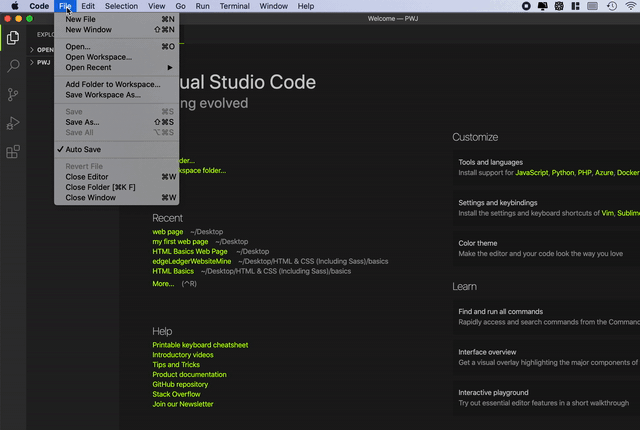 Code File Edit Selection View Go Run Terminal Window Help
Welcome — PWJ
New File ⌘N
New Window ⇧⌘N
Open... ⌘O
Open Workspace...
Open Recent
Add Folder to Workspace...
Save Workspace As...
Save ⌘S
Save As... ⇧⌘S
Save All ⌥⌘S
✓ Auto Save
Revert File
Close Editor ⌘W
Close Folder [⌘K F]
Close Window ⌘W
EXPLO
OPEN
PWJ
ual Studio Code
ng evolved
der...
kspace folder...
Recent
web page ~/Desktop
my first web page ~/Desktop
HTML Basics Web Page ~/Desktop
edgeLedgerWebsiteMine ~/Desktop/HTML & CSS (Including Sass)/basics
HTML Basics ~/Desktop/HTML & CSS (Including Sass)/basics
More... (^R)
Help
Printable keyboard cheatsheet
Introductory videos
Tips and Tricks
Product documentation
GitHub repository
Stack Overflow
Join our Newsletter
Customize
Tools and languages
Install support for JavaScript, Python, PHP, Azure, Docker
Settings and keybindings
Install the settings and keyboard shortcuts of Vim, Sublim
Color theme
Make the editor and your code look the way you love
Learn
Find and run all commands
Rapidly access and search commands from the Comman
Interface overview
Get a visual overlay highlighting the major components of
Interactive playground
Try out essential editor features in a short walkthrough